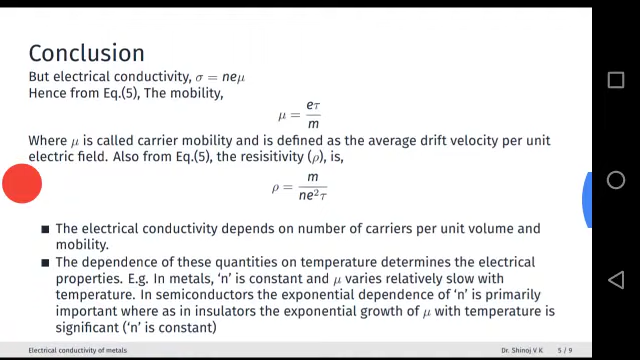 Conclusion
But electrical conductivity, σ = neμ
Hence from Eq.(5), The mobility,
μ = eτ/m
Where μ is called carrier mobility and is defined as the average drift velocity per unit
electric field. Also from Eq.(5), the resisitivity (ρ), is,
ρ = m/ne²τ
■ The electrical conductivity depends on number of carriers per unit volume and
mobility.
■ The dependence of these quantities on temperature determines the electrical
properties. E.g. In metals, ‘n’ is constant and μ varies relatively slow with
temperature. In semiconductors the exponential dependence of ‘n’ is primarily
important where as in insulators the exponential growth of μ with temperature is
significant (‘n’ is constant)
Electrical conductivity of metals Dr. Shinoj V K 5 / 9